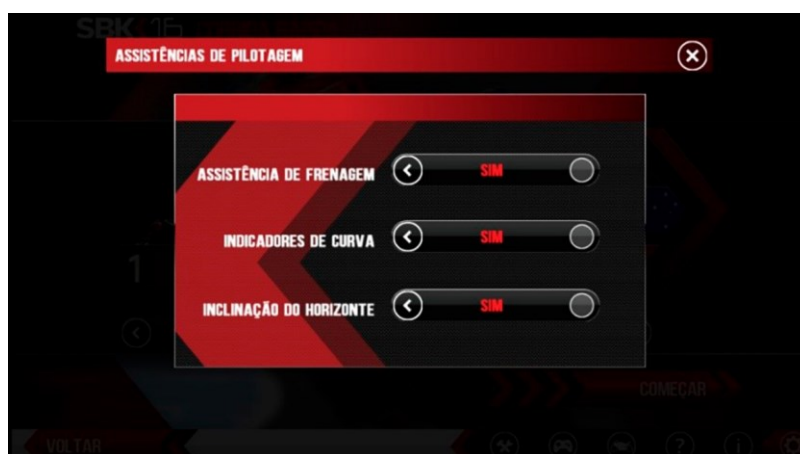 SBK 16
ASSISTÊNCIAS DE PILOTAGEM
ASSISTÊNCIA DE FRENAGEM
SIM
INDICADORES DE CURVA
SIM
1
INCLINAÇÃO DO HORIZONTE
SIM
COMEÇAR
VOLTAR